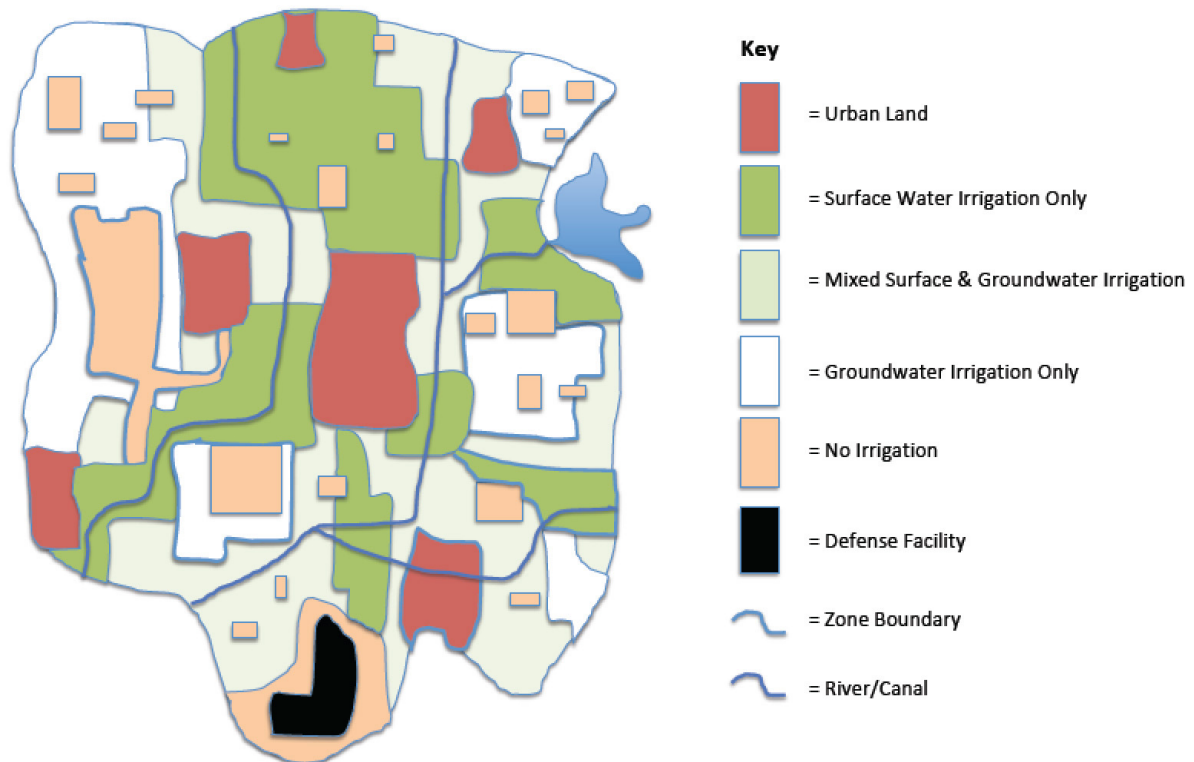 Key
= Urban Land
= Surface Water Irrigation Only
= Mixed Surface & Groundwater Irrigation
= Groundwater Irrigation Only
= No Irrigation
= Defense Facility
= Zone Boundary
= River/Canal